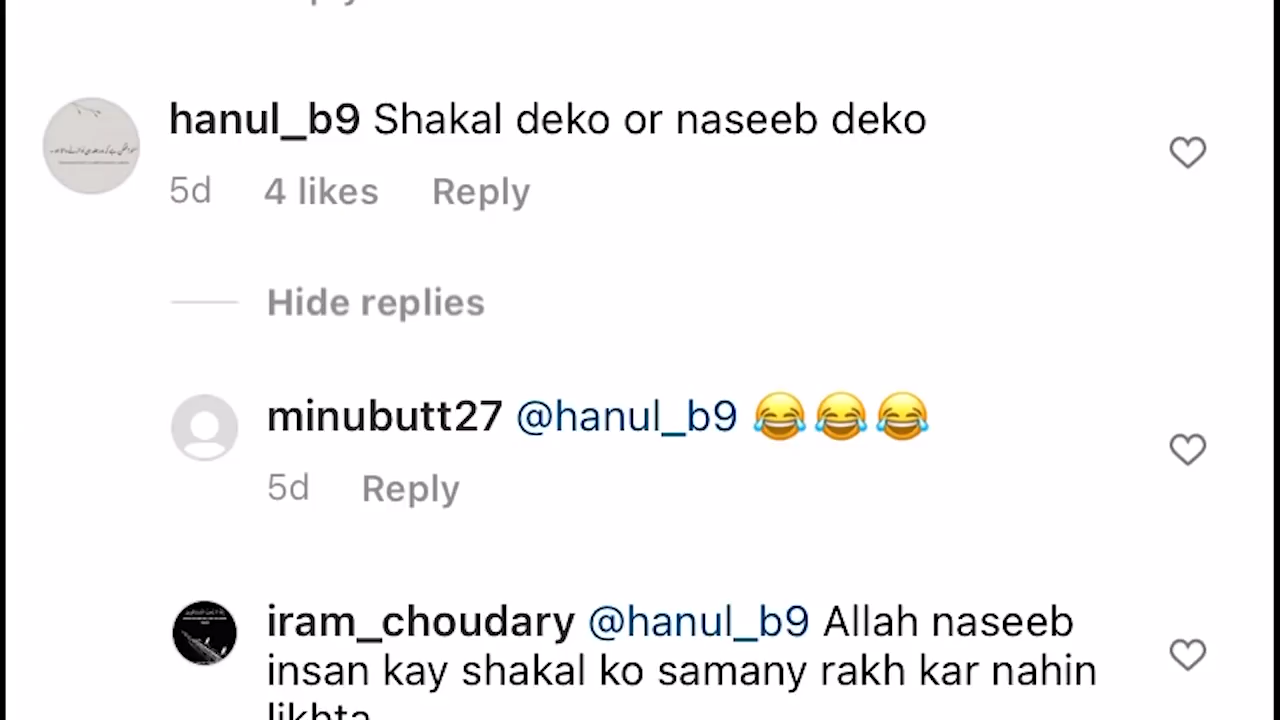 hanul_b9 Shakal deko or naseeb deko
5d 4 likes Reply
Hide replies
minubutt27 @hanul_b9 😂😂😂
5d Reply
iram_choudary @hanul_b9 Allah naseeb
insan kay shakal ko samany rakh kar nahin
likhta